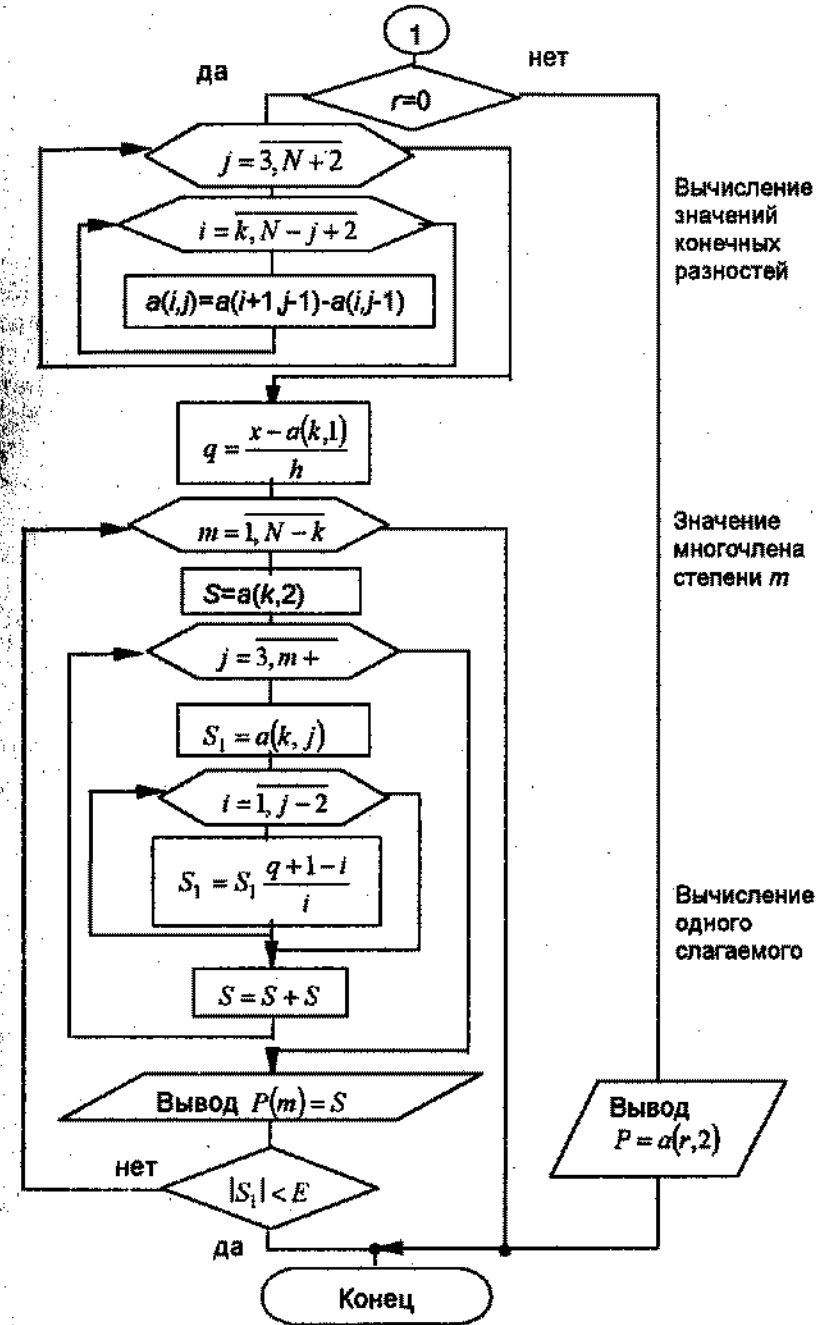 1
да
нет
r=0
j = 3, N + 2
i = k, N − j + 2
a(i,j)=a(i+1,j-1)-a(i,j-1)
Вычисление
значений
конечных
разностей
q = x − a(k,1) / h
m = 1, N − k
Значение
многочлена
степени m
S=a(k,2)
j = 3, m +
S₁ = a(k, j)
i = 1, j − 2
S₁ = S₁ q + 1 − i / i
Вычисление
одного
слагаемого
S = S + S
Вывод P(m) = S
Вывод
P = a(r,2)
нет
|S₁| < E
да
Конец